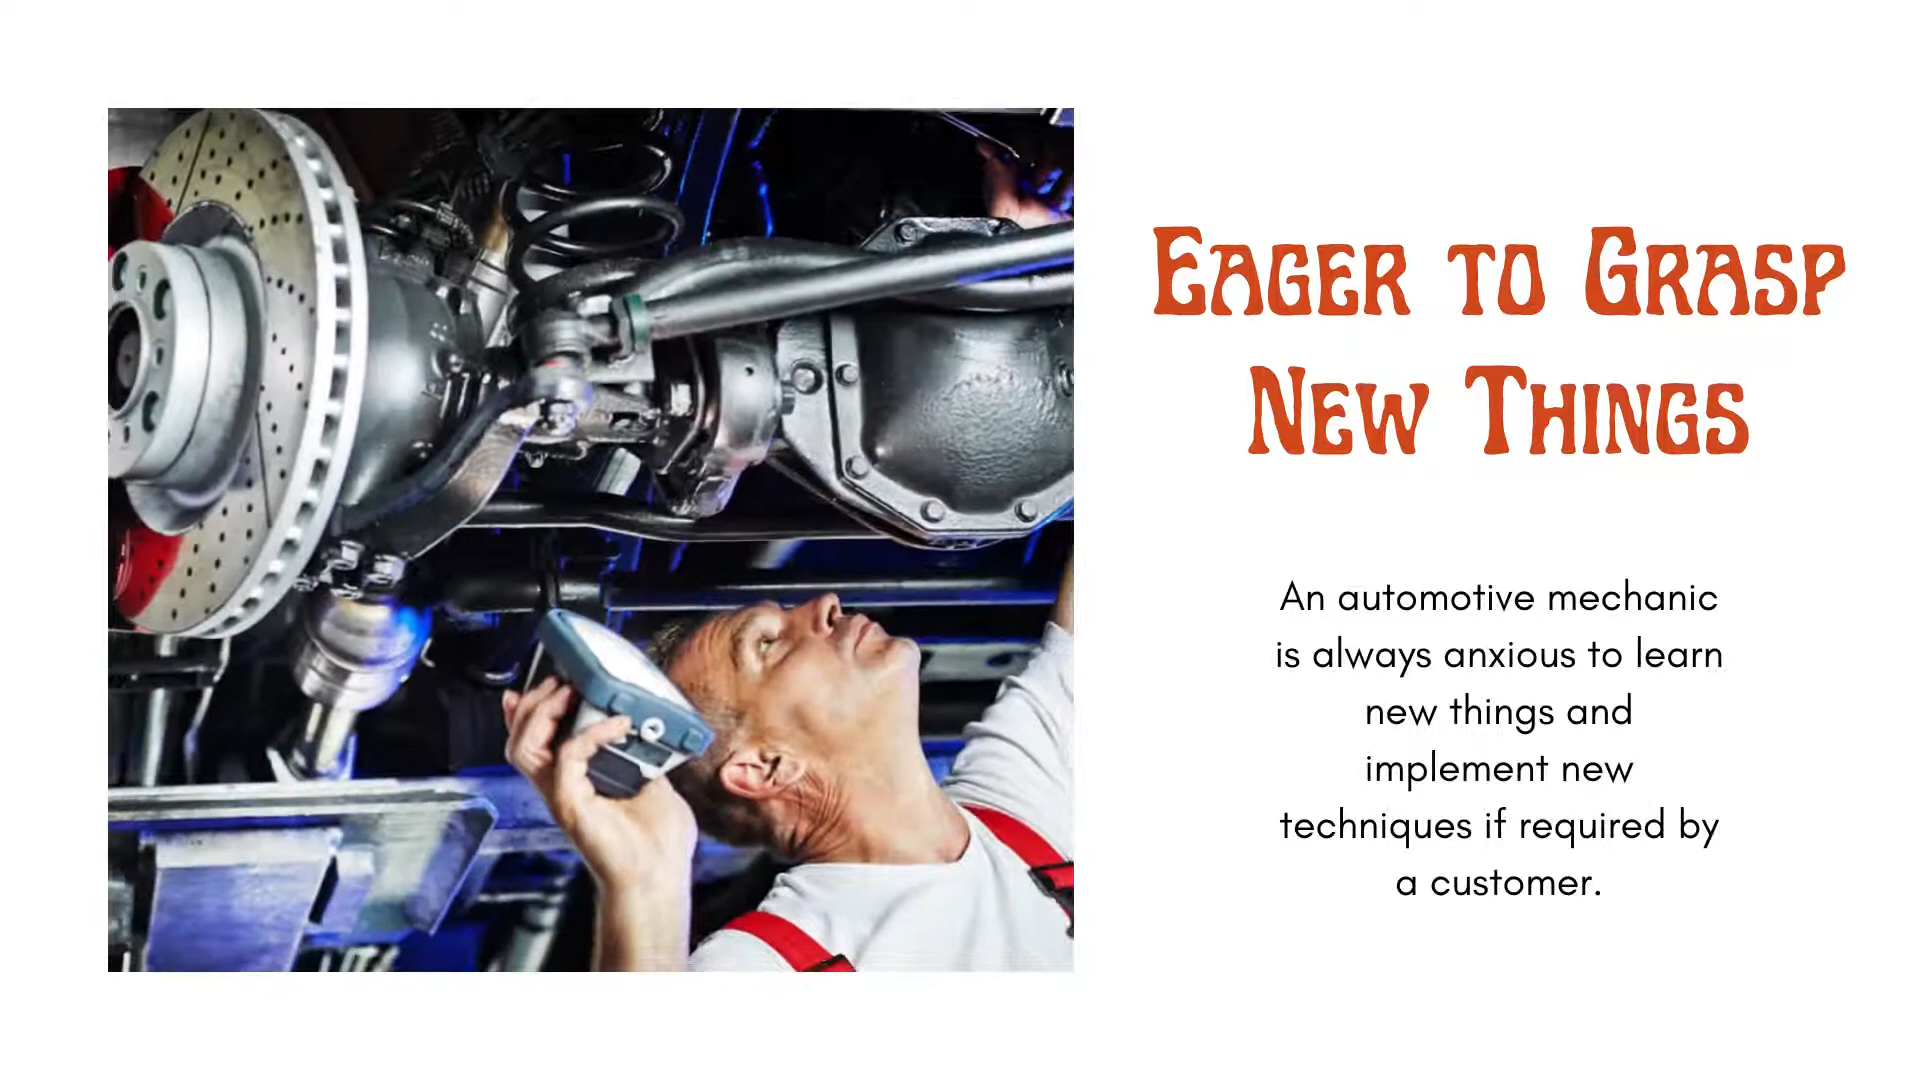 Eager to Grasp
New Things
An automotive mechanic
is always anxious to learn
new things and
implement new
techniques if required by
a customer.